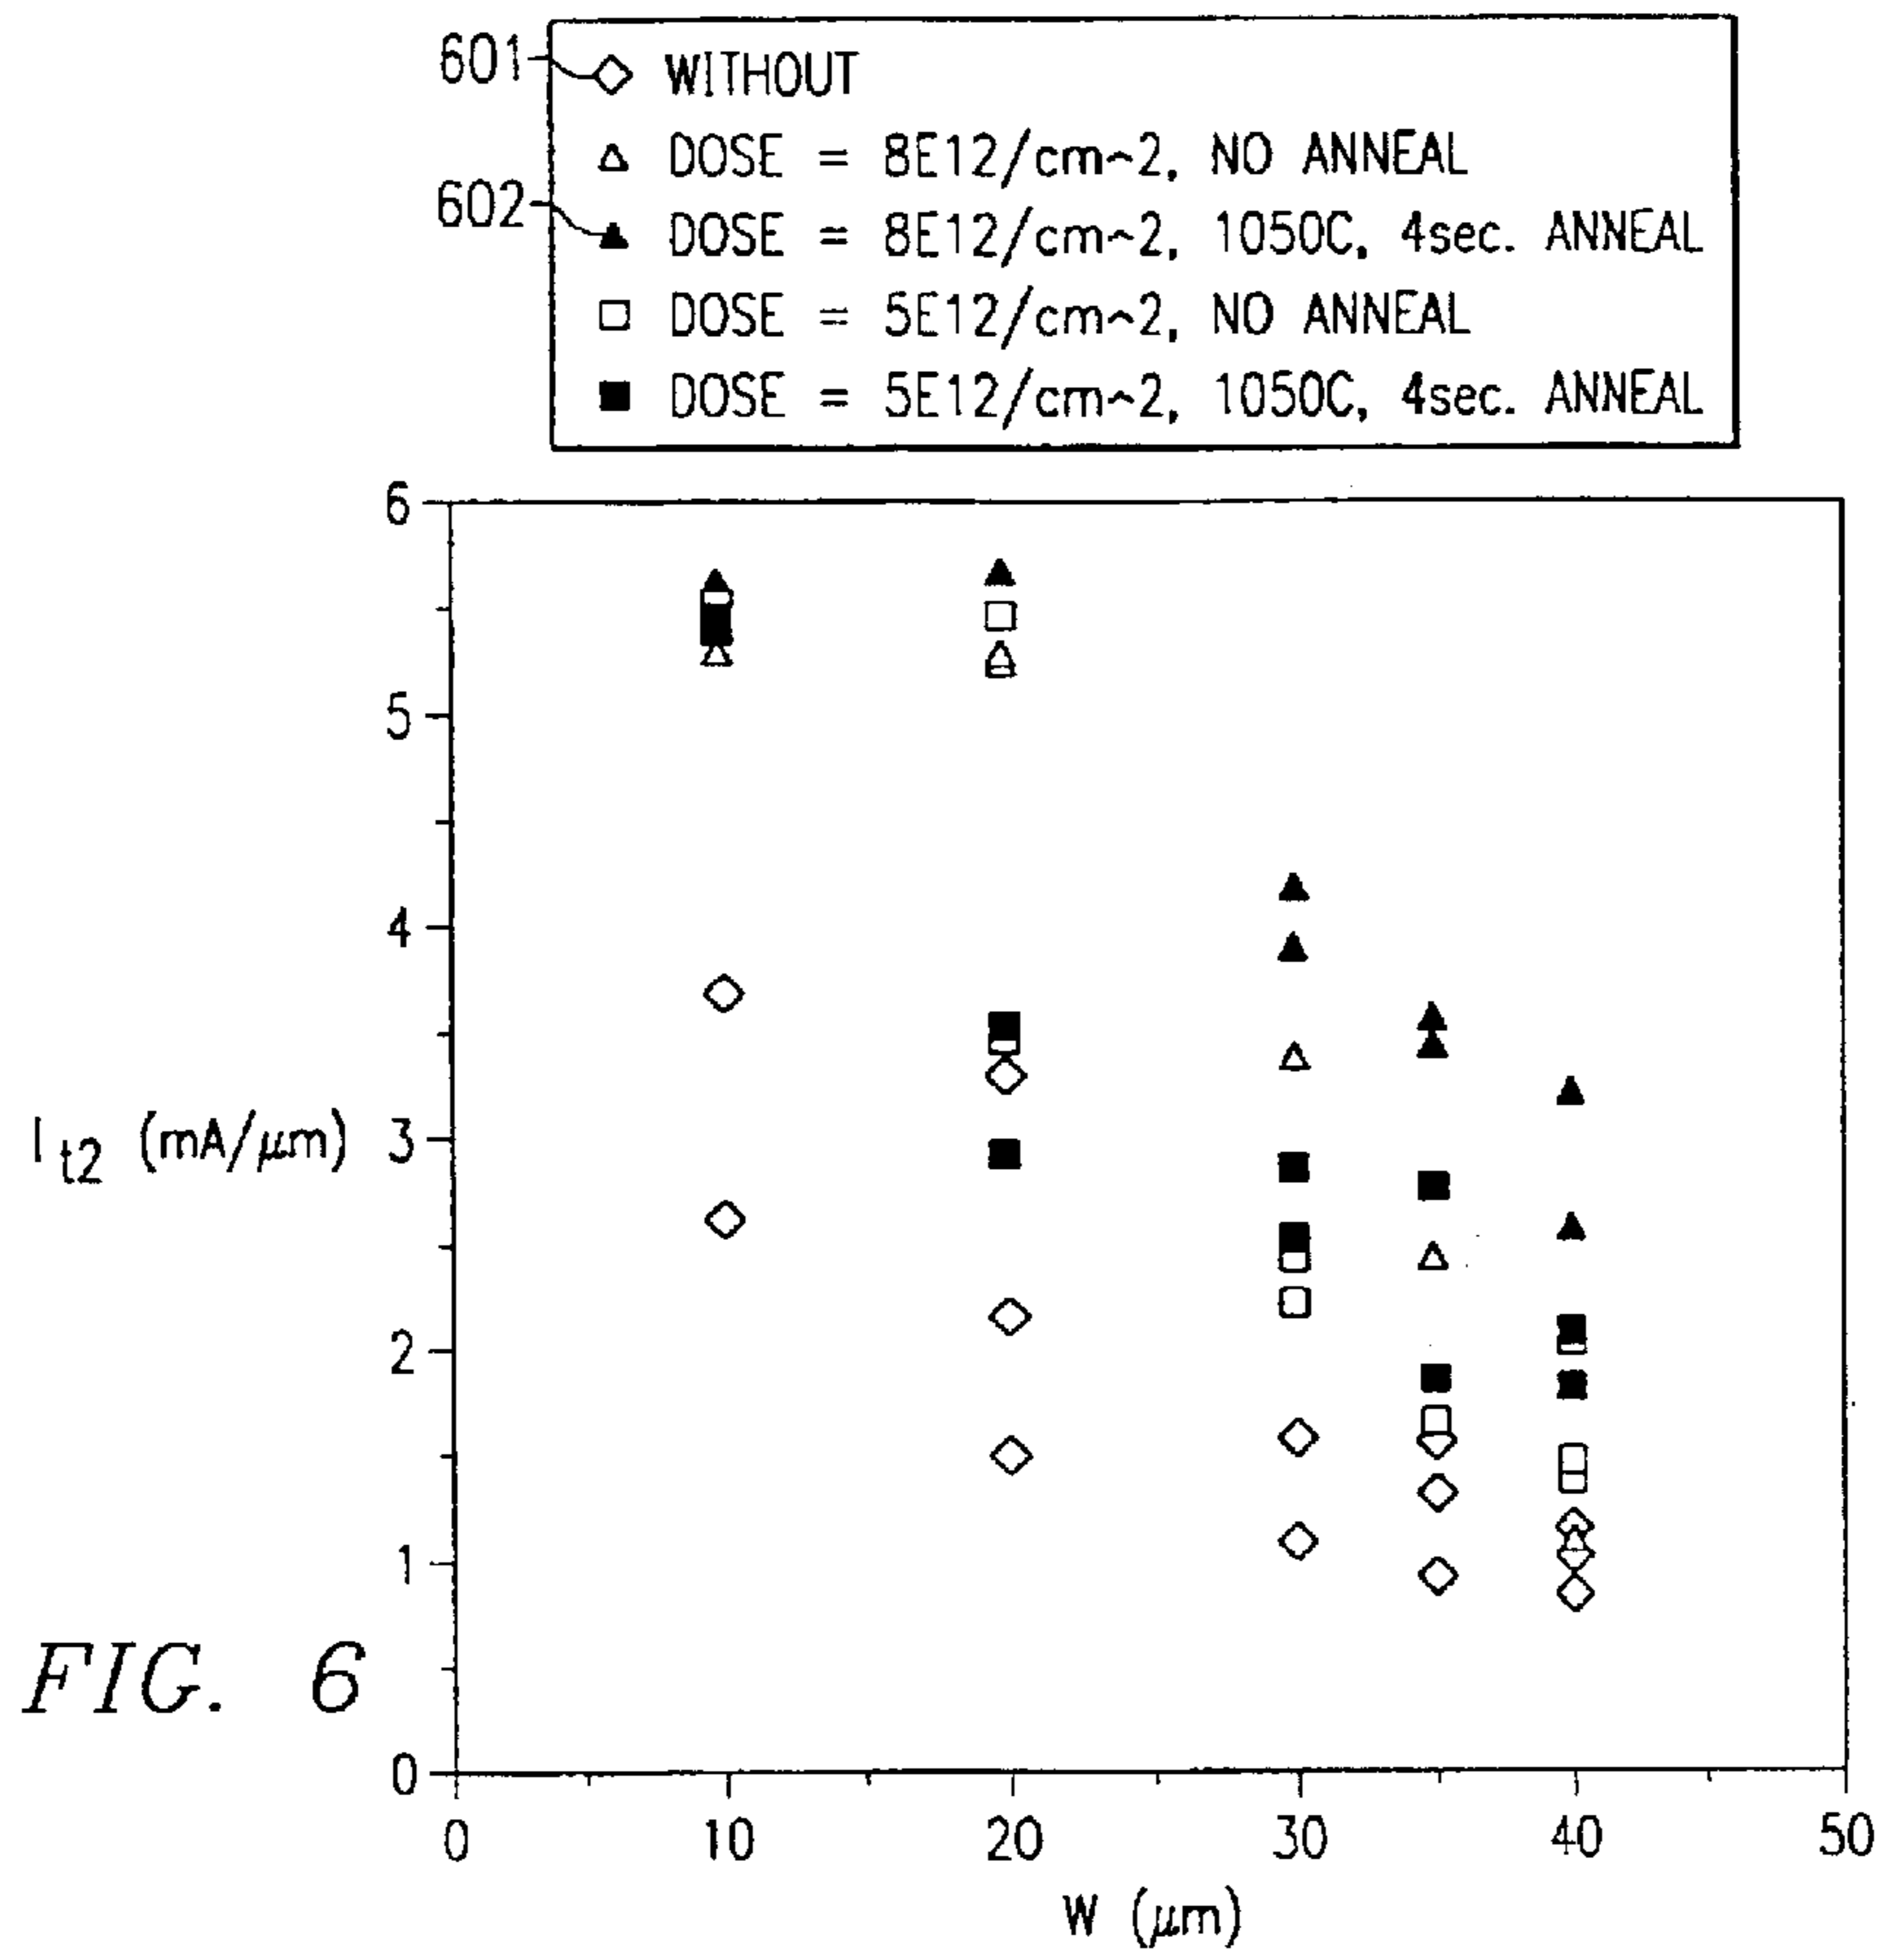 601
WITHOUT
DOSE = 8E12/cm~2, NO ANNEAL
602
DOSE = 8E12/cm~2, 1050C, 4sec. ANNEAL
DOSE = 5E12/cm~2, NO ANNEAL
DOSE = 5E12/cm~2, 1050C, 4sec. ANNEAL
6
5
4
I t2 (mA/μm) 3
2
1
FIG. 6
0
0 10 20 30 40 50
W (μm)